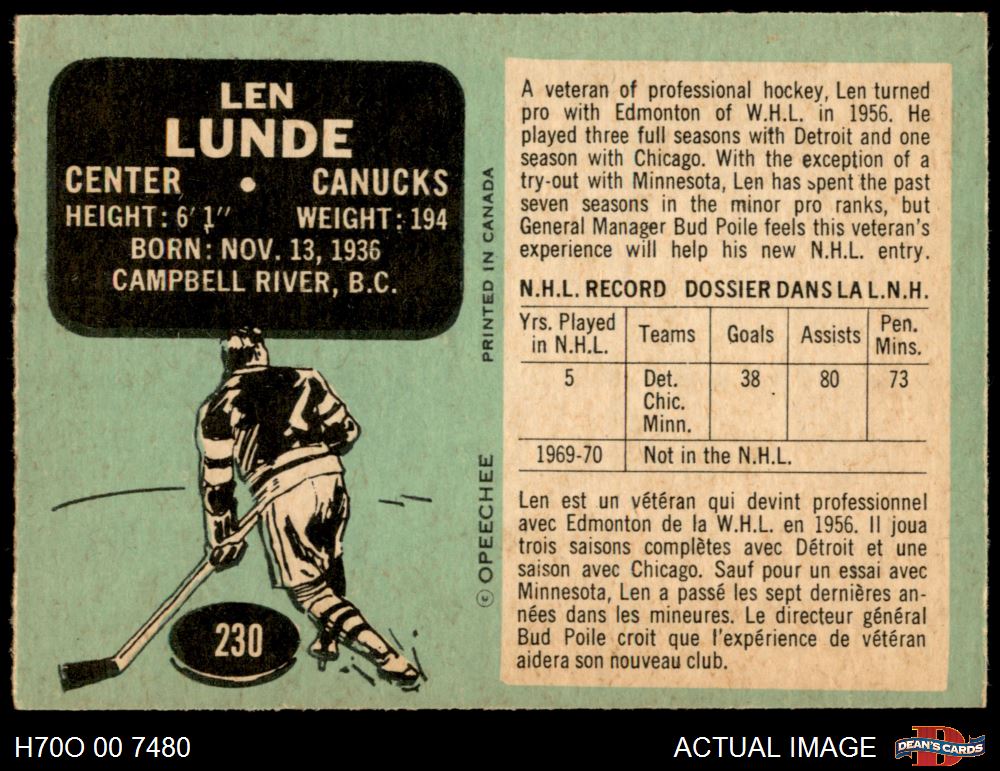 LEN
LUNDE
CENTER • CANUCKS
HEIGHT: 6' 1" WEIGHT: 194
BORN: NOV. 13, 1936
CAMPBELL RIVER, B.C.
230
PRINTED IN CANADA
© OPEECHEE
A veteran of professional hockey, Len turned
pro with Edmonton of W.H.L. in 1956. He
played three full seasons with Detroit and one
season with Chicago. With the exception of a
try-out with Minnesota, Len has spent the past
seven seasons in the minor pro ranks, but
General Manager Bud Poile feels this veteran's
experience will help his new N.H.L. entry.
N.H.L. RECORD DOSSIER DANS LA L.N.H.
Yrs. Played in N.H.L. Teams Goals Assists Pen. Mins.
5 Det. 38 80 73
Chic.
Minn.
1969-70 Not in the N.H.L.
Len est un vétéran qui devint professionnel
avec Edmonton de la W.H.L. en 1956. Il joua
trois saisons complètes avec Détroit et une
saison avec Chicago. Sauf pour un essai avec
Minnesota, Len a passé les sept dernières an-
nées dans les mineures. Le directeur général
Bud Poile croit que l'expérience de vétéran
aidera son nouveau club.
H70O 00 7480
ACTUAL IMAGE
DEAN'S CARDS